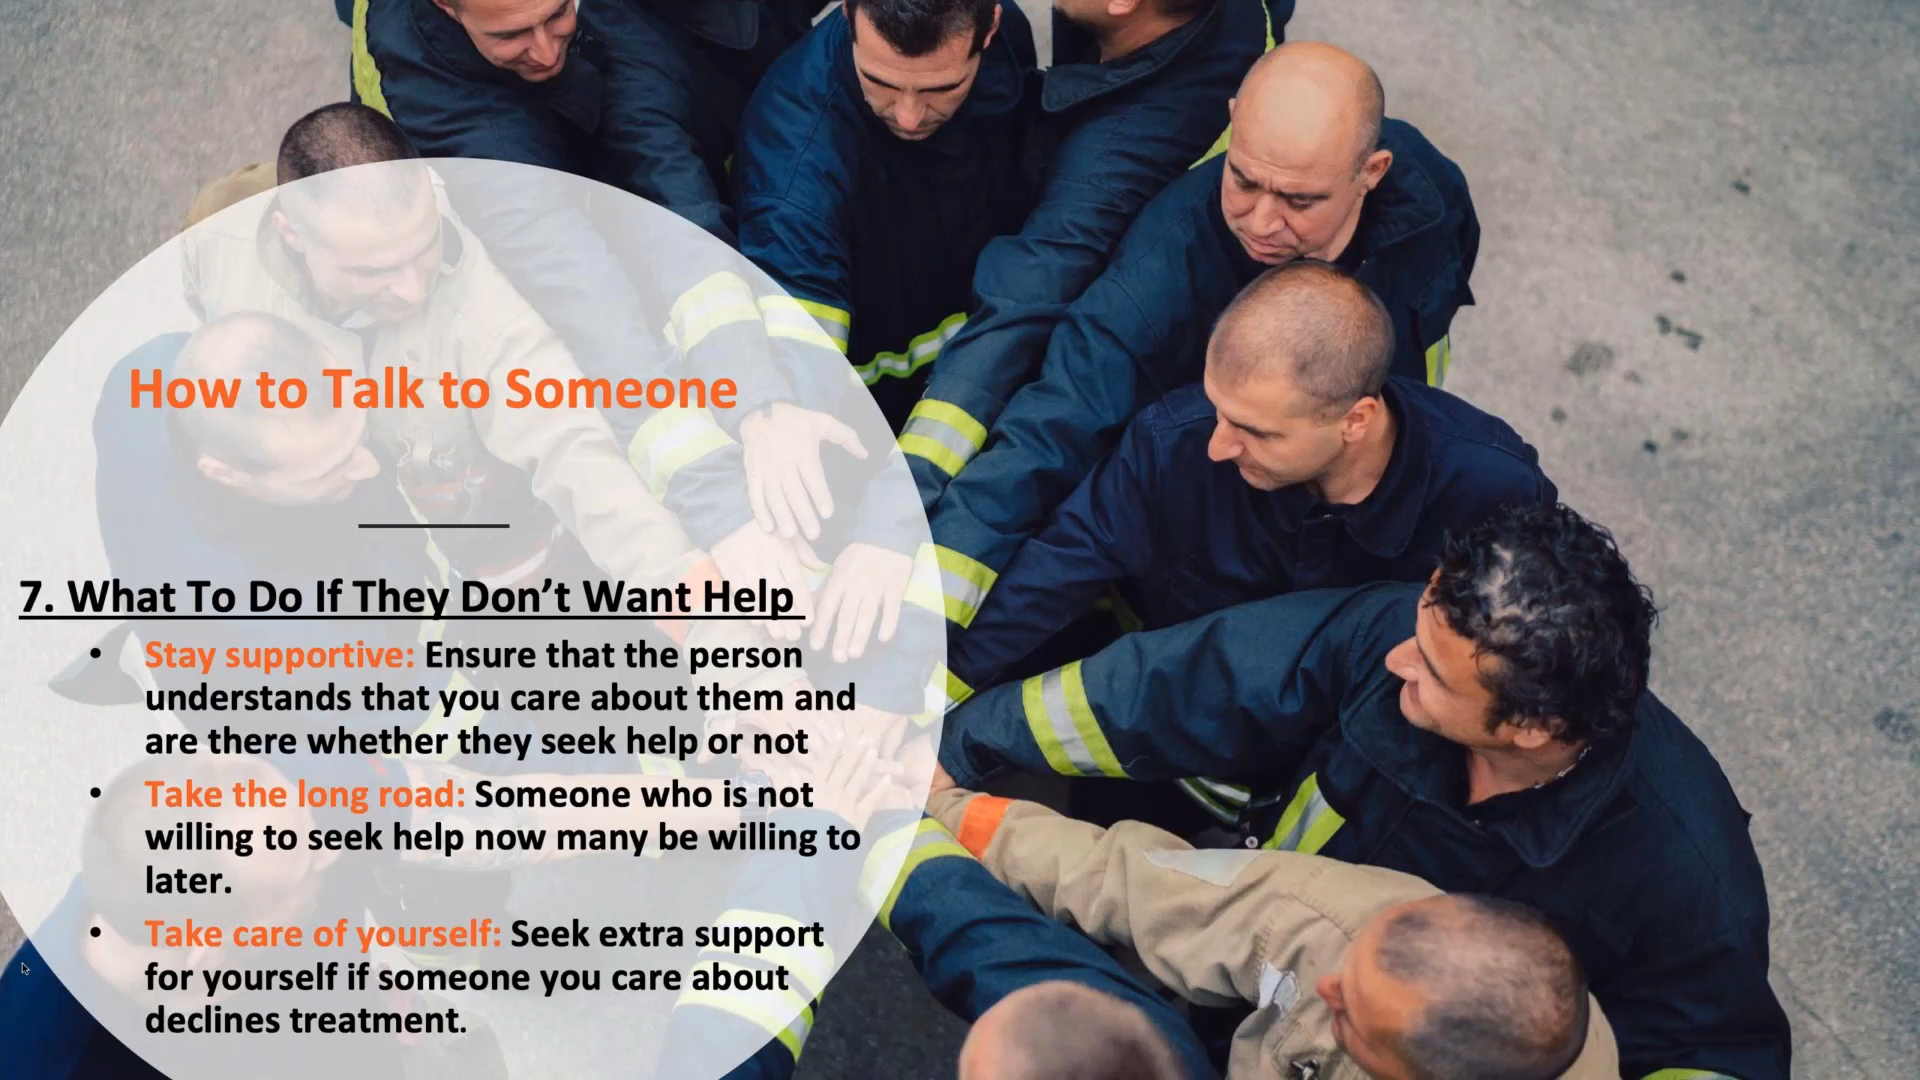 How to Talk to Someone
7. What To Do If They Don’t Want Help
• Stay supportive: Ensure that the person
understands that you care about them and
are there whether they seek help or not
• Take the long road: Someone who is not
willing to seek help now many be willing to
later.
• Take care of yourself: Seek extra support
for yourself if someone you care about
declines treatment.